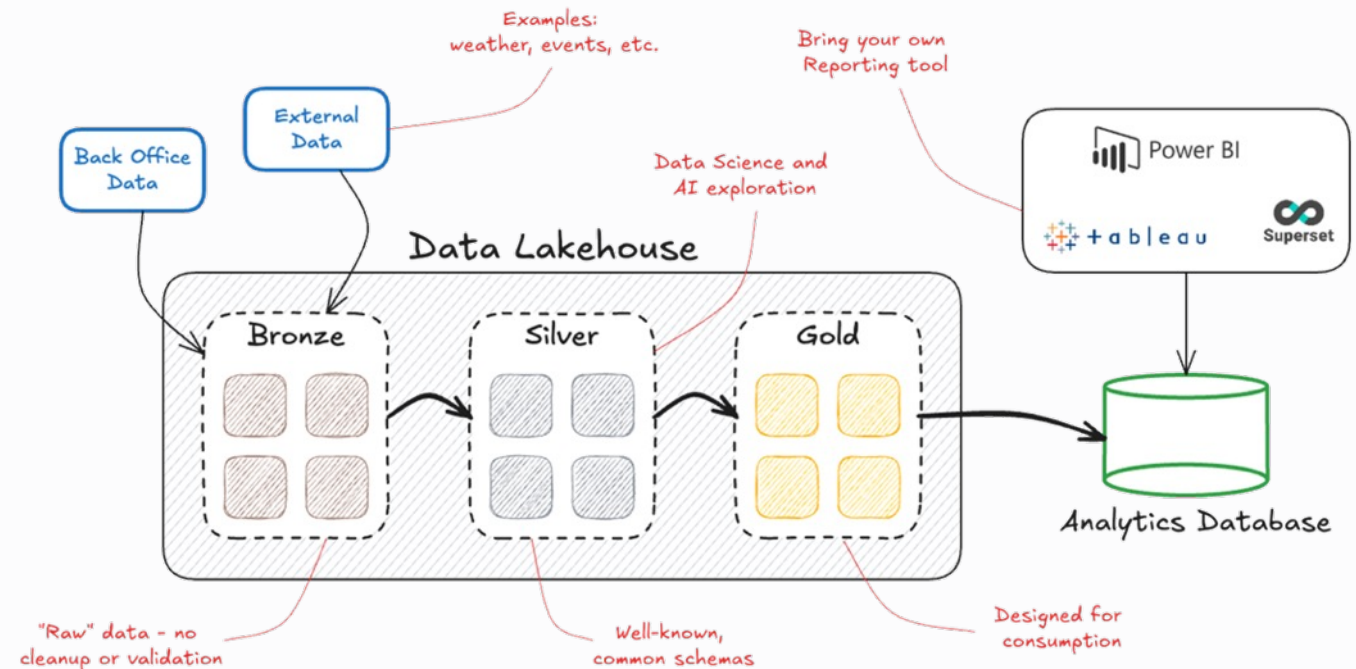 Examples:
weather, events, etc.
Bring your own
Reporting tool
External
Data
Back Office
Data
Power BI
Data Science and
AI exploration
+ableau
Superset
Data Lakehouse
Bronze
Silver
Gold
Analytics Database
"Raw" data - no
cleanup or validation
Well-known,
common schemas
Designed for
consumption